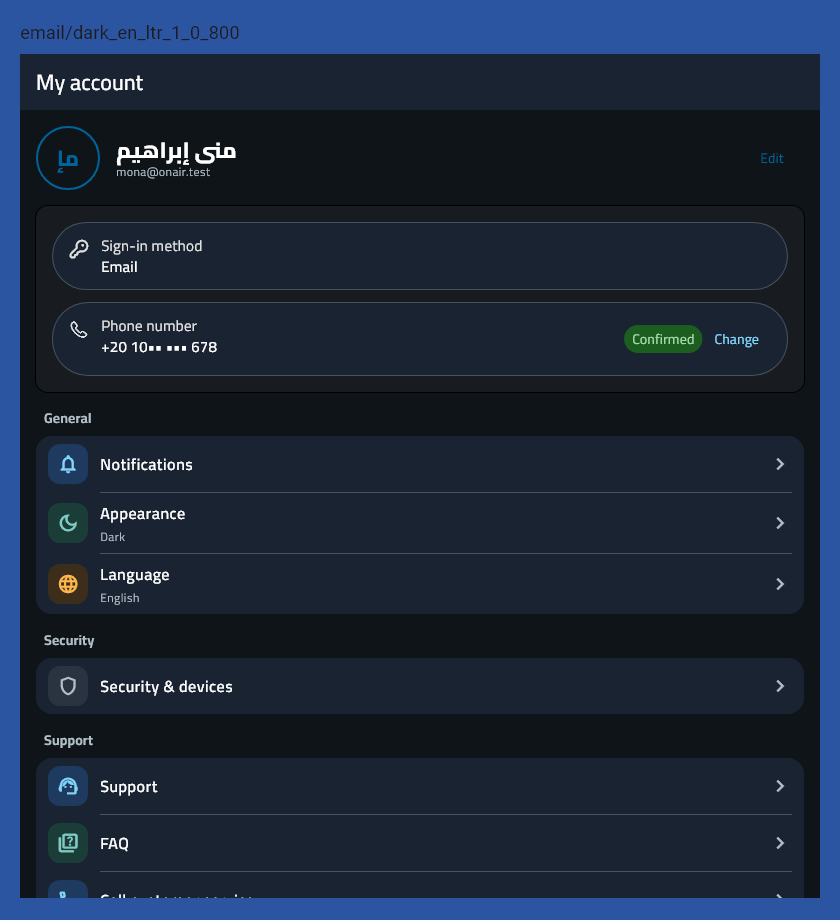 email/dark_en_ltr_1_0_800
My account
مإ
منى إبراهيم
mona@onair.test
Edit
Sign-in method
Email
Phone number
+20 10•• ••• 678
Confirmed
Change
General
Notifications
Appearance
Dark
Language
English
Security
Security & devices
Support
Support
FAQ